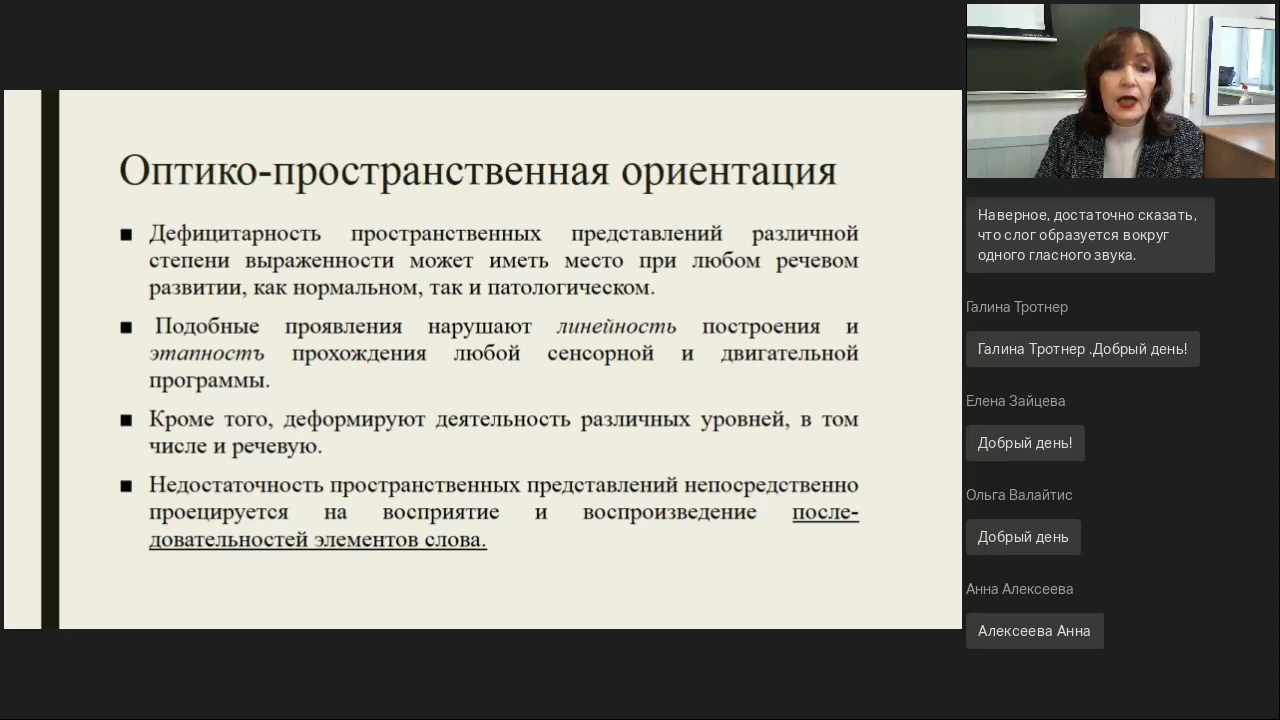 Оптико-пространственная ориентация
■ Дефицитарность пространственных представлений различной
степени выраженности может иметь место при любом речевом
развитии, как нормальном, так и патологическом.
■ Подобные проявления нарушают линейность построения и
этапность прохождения любой сенсорной и двигательной
программы.
■ Кроме того, деформируют деятельность различных уровней, в том
числе и речевую.
■ Недостаточность пространственных представлений непосредственно
проецируется на восприятие и воспроизведение после-
довательностей элементов слова.
Наверное, достаточно сказать,
что слог образуется вокруг
одного гласного звука.
Галина Тротнер
Галина Тротнер .Добрый день!
Елена Зайцева
Добрый день!
Ольга Валайтис
Добрый день
Анна Алексеева
Алексеева Анна